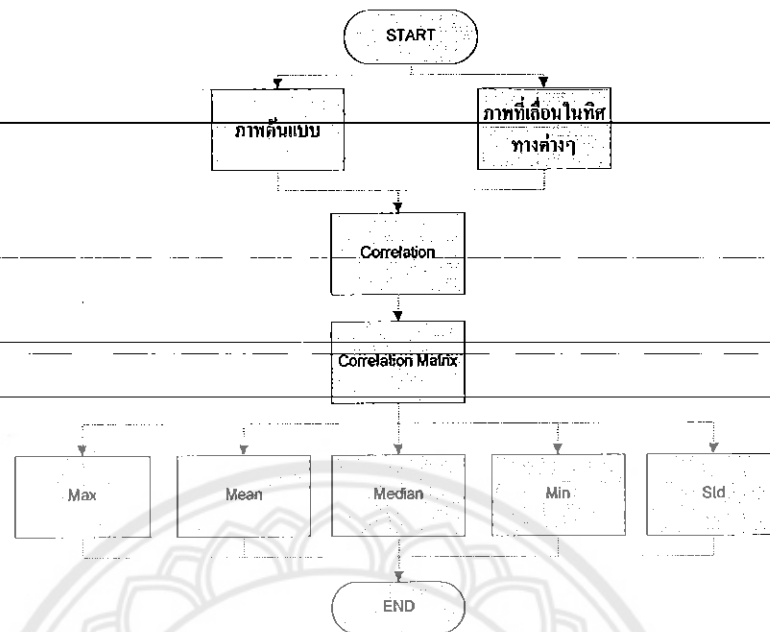 START
ภาพต้นแบบ
ภาพที่เลื่อนในทิศ
ทางต่างๆ
Correlation
Correlation Matrix
Max
Mean
Median
Min
Std
END